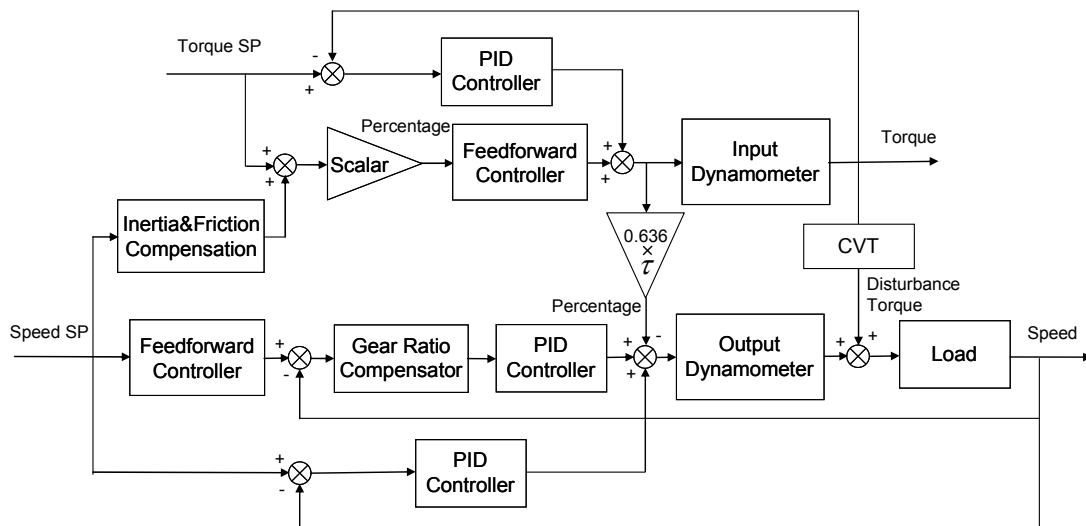 Torque SP
-
+
PID
Controller
Percentage
+
+
Scalar
Feedforward
Controller
+
+
Input
Dynamometer
Torque
Inertia&Friction
Compensation
0.636
×
τ
CVT
Percentage
Disturbance
Torque
Speed SP
Feedforward
Controller
+
-
Gear Ratio
Compensator
PID
Controller
+
-
+
Output
Dynamometer
+
+
Load
Speed
+
-
PID
Controller